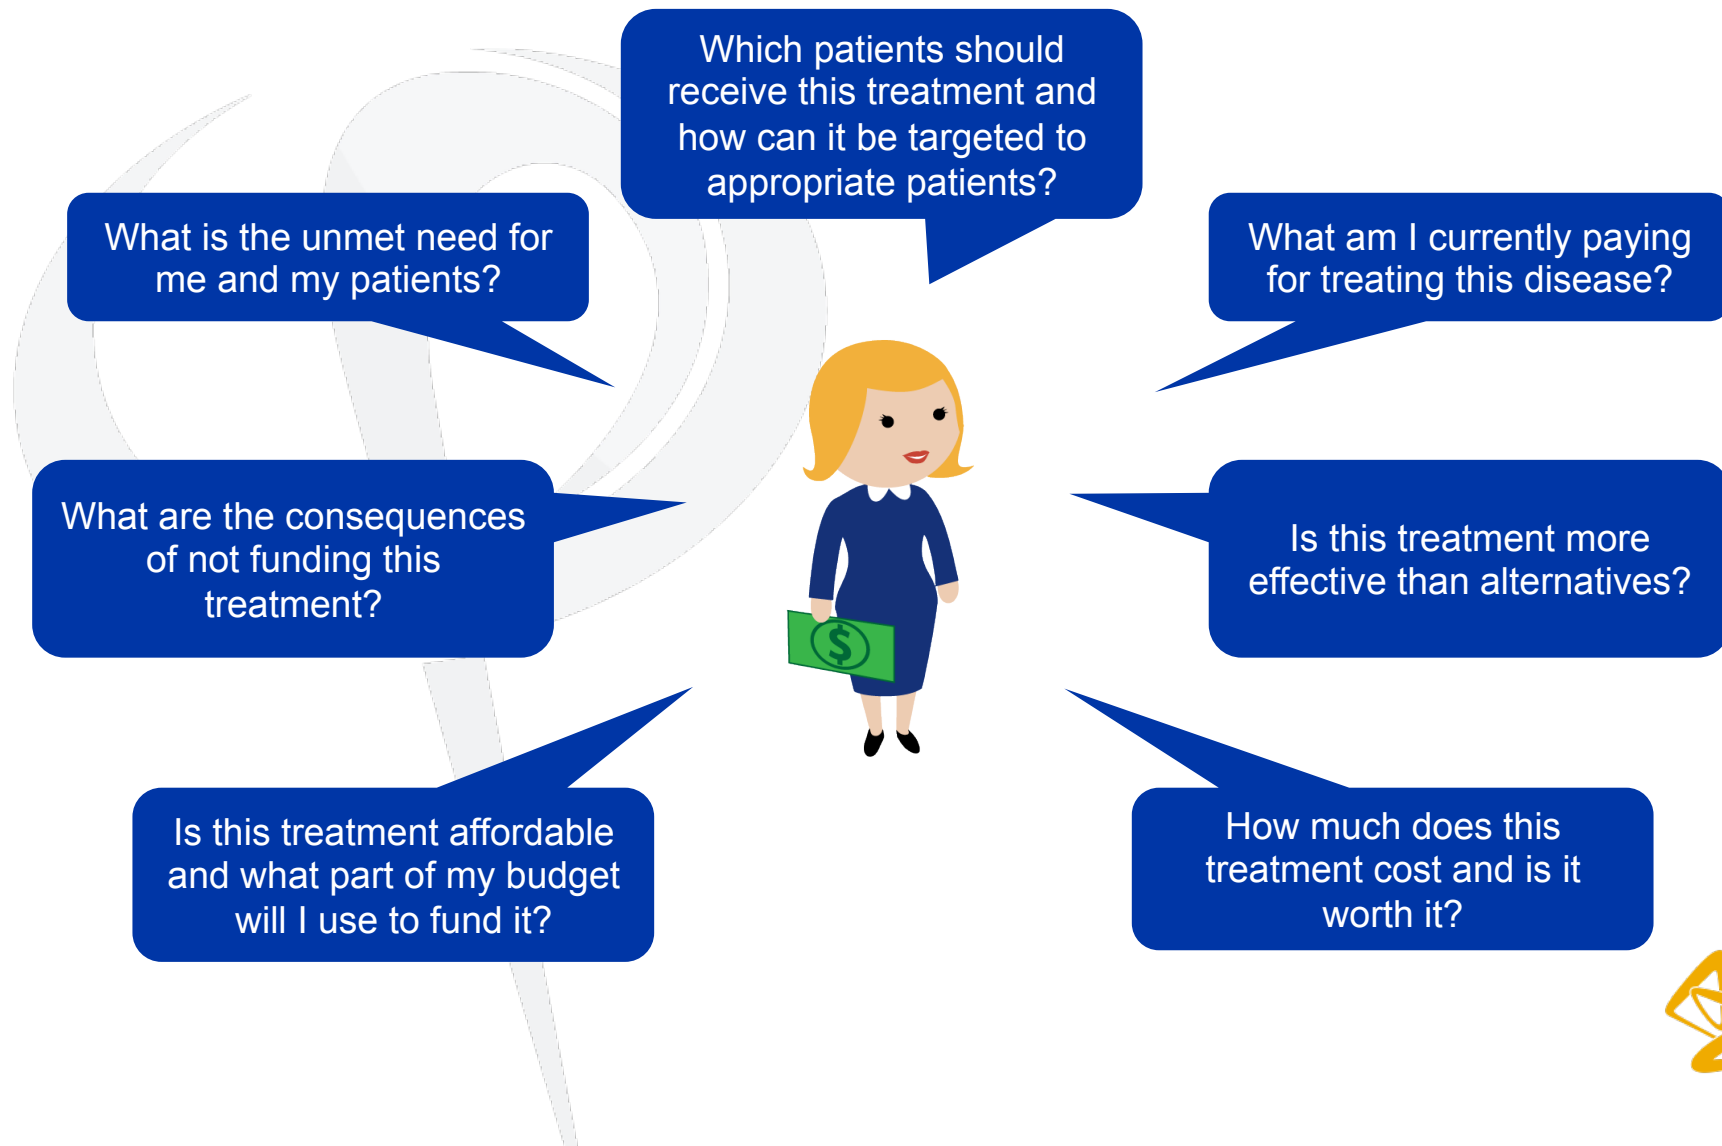 Which patients should
receive this treatment and
how can it be targeted to
appropriate patients?
What is the unmet need for
me and my patients?
What am I currently paying
for treating this disease?
What are the consequences
of not funding this
treatment?
Is this treatment more
effective than alternatives?
$
Is this treatment affordable
and what part of my budget
will I use to fund it?
How much does this
treatment cost and is it
worth it?